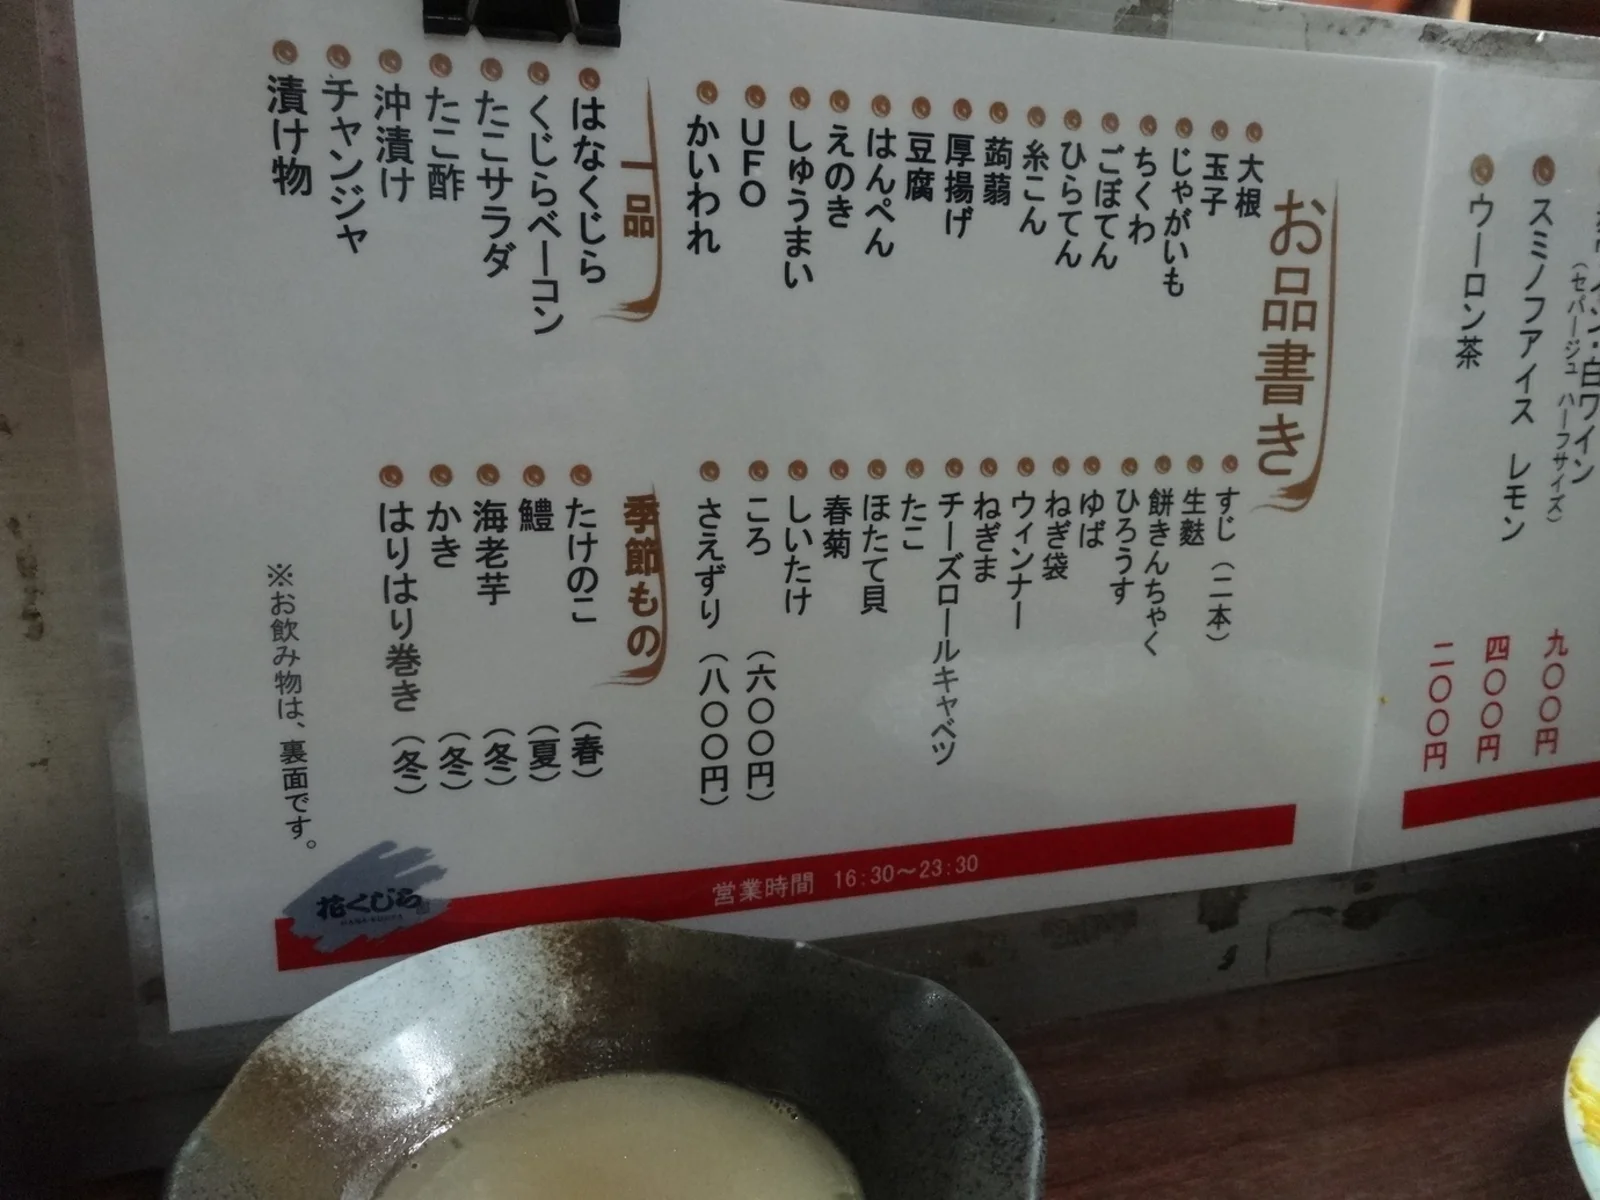 (セパージュ ハーフサイズ)
九〇〇円
スミノフアイス レモン
四〇〇円
ウーロン茶
二〇〇円
お品書き
大根
玉子
じゃがいも
ちくわ
ごぼてん
ひらてん
糸こん
蒟蒻
厚揚げ
豆腐
はんぺん
えのき
しゅうまい
UFO
かいわれ
すじ(二本)
生麩
餅きんちゃく
ひろうす
ゆば
ねぎ袋
ウィンナー
ねぎま
チーズロールキャベツ
たこ
ほたて貝
春菊
しいたけ
ころ (六〇〇円)
さえずり (八〇〇円)
一品
はなくじら
くじらベーコン
たこサラダ
たこ酢
沖漬け
チャンジャ
漬け物
季節もの
たけのこ (春)
鱧 (夏)
海老芋 (冬)
かき (冬)
はりはり巻き (冬)
※お飲み物は、裏面です。
花くじら
営業時間 16:30～23:30